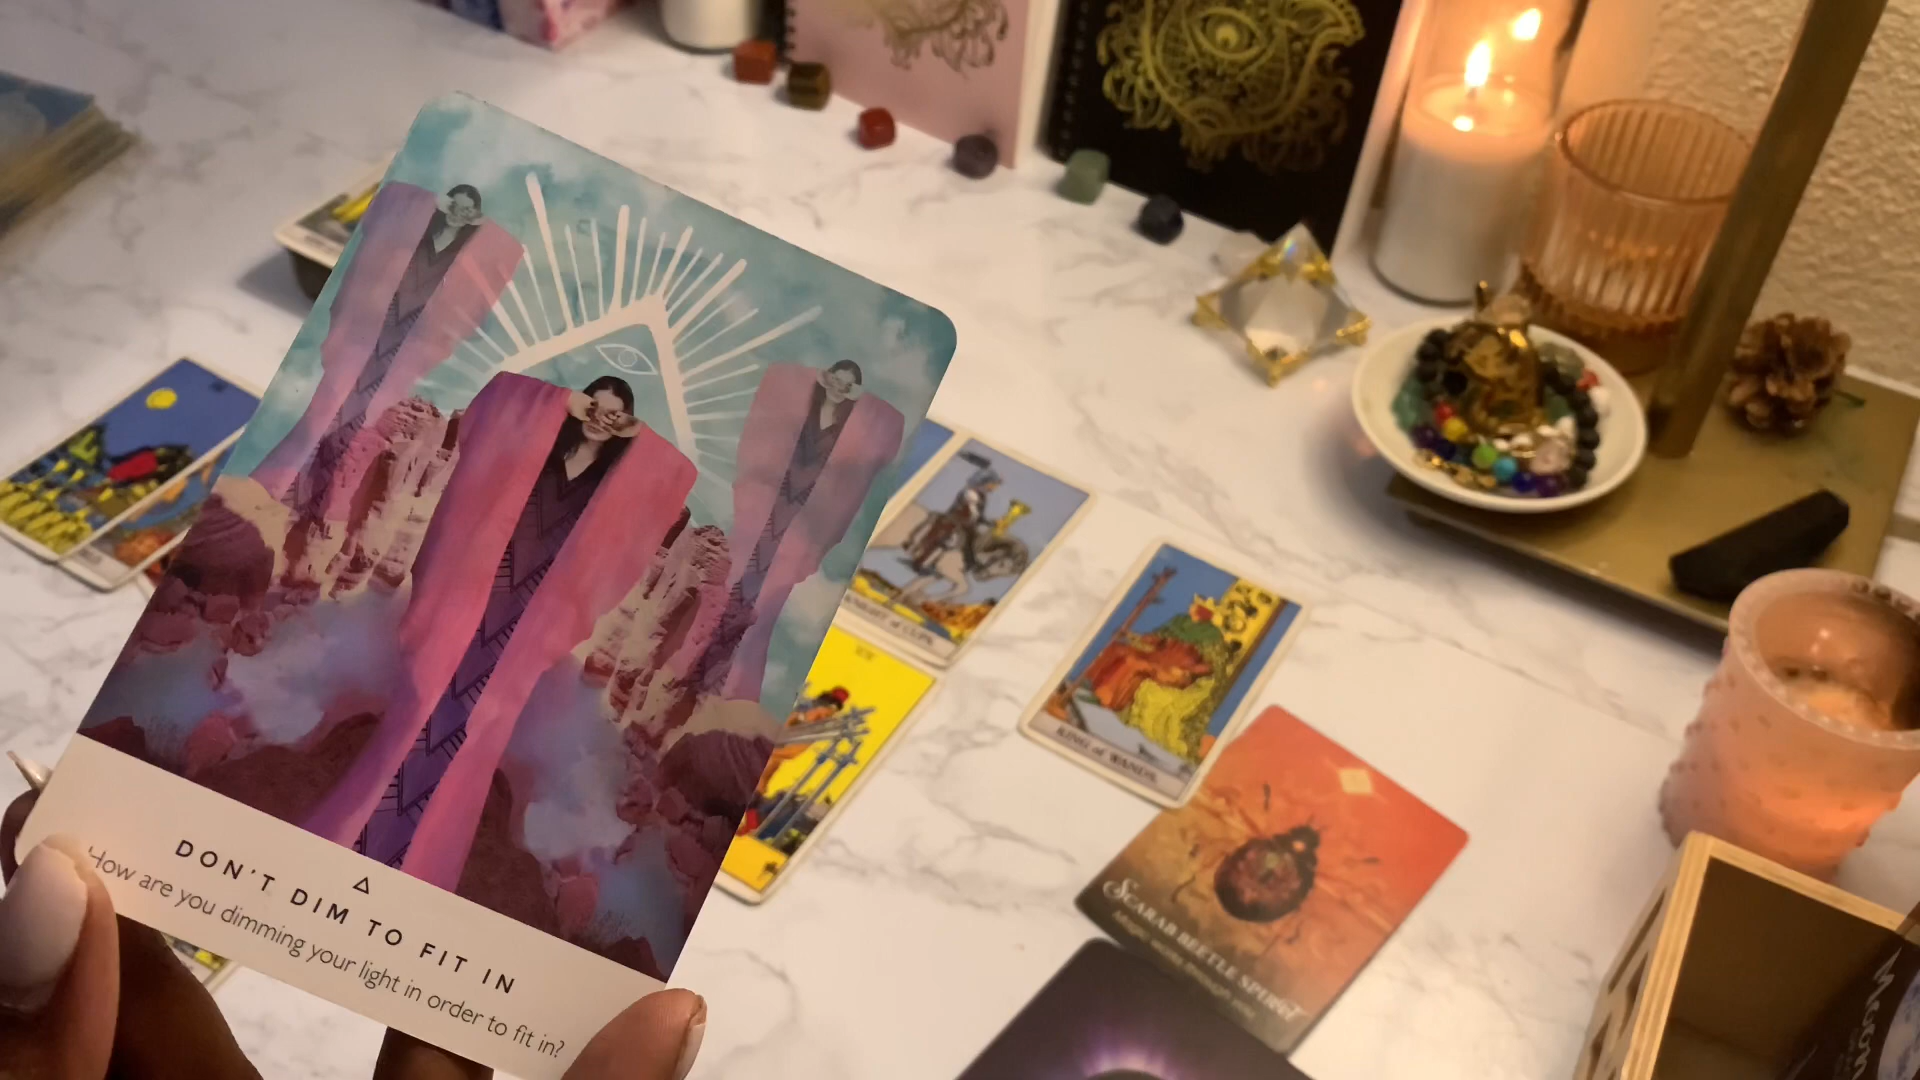 DON'T DIM TO FIT IN
How are you dimming your light in order to fit in?
KNIGHT of CUPS.
KING of WANDS.
SCARAB BEETLE SPIRIT